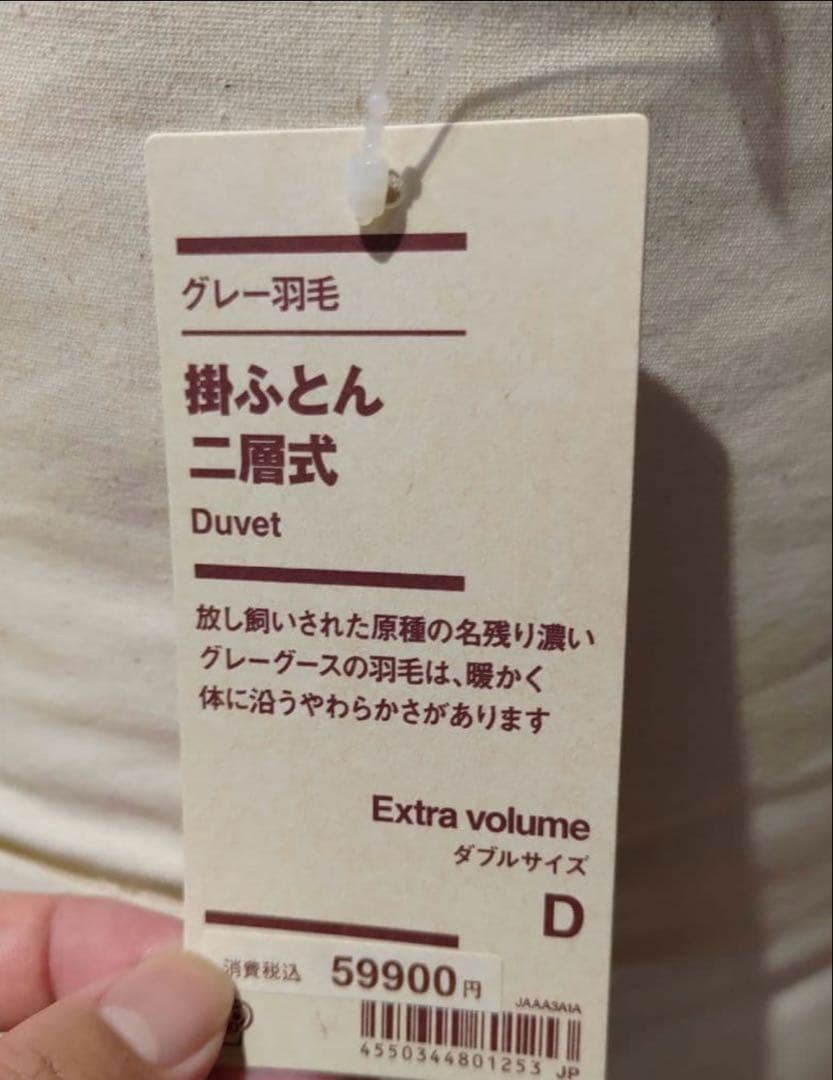 グレー羽毛
掛ふとん
二層式
Duvet
放し飼いされた原種の名残り濃い
グレーグースの羽毛は、暖かく
体に沿うやわらかさがあります
Extra volume
ダブルサイズ
D
消費税込 59900円
JAAA3A1A
4550344801253 JP